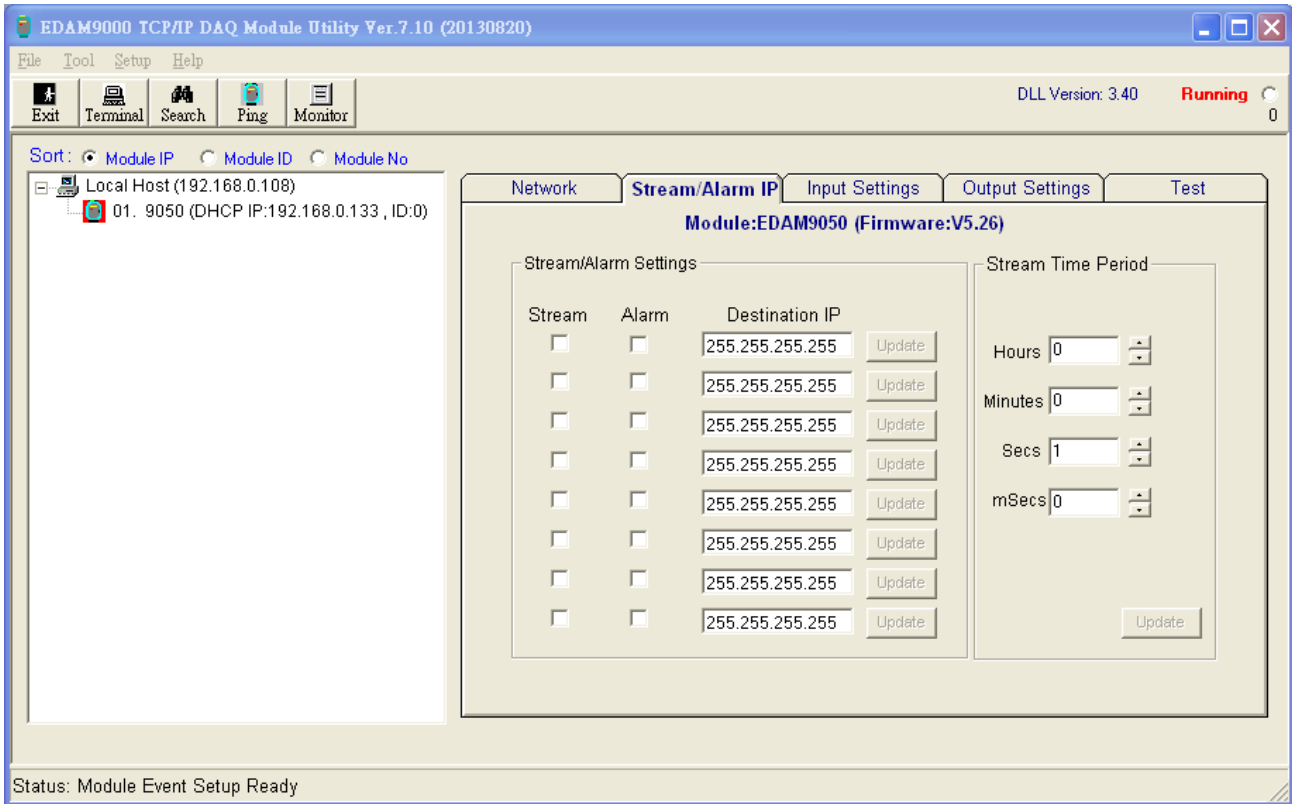 EDAM9000 TCP/IP DAQ Module Utility Ver.7.10 (20130820)
File Tool Setup Help
Exit Terminal Search Ping Monitor
DLL Version: 3.40 Running
0
Sort: Module IP Module ID Module No
Local Host (192.168.0.108)
01. 9050 (DHCP IP:192.168.0.133 , ID:0)
Network Stream/Alarm IP Input Settings Output Settings Test
Module:EDAM9050 (Firmware:V5.26)
Stream/Alarm Settings
Stream Alarm Destination IP
255.255.255.255 Update
255.255.255.255 Update
255.255.255.255 Update
255.255.255.255 Update
255.255.255.255 Update
255.255.255.255 Update
255.255.255.255 Update
255.255.255.255 Update
Stream Time Period
Hours 0
Minutes 0
Secs 1
mSecs 0
Update
Status: Module Event Setup Ready